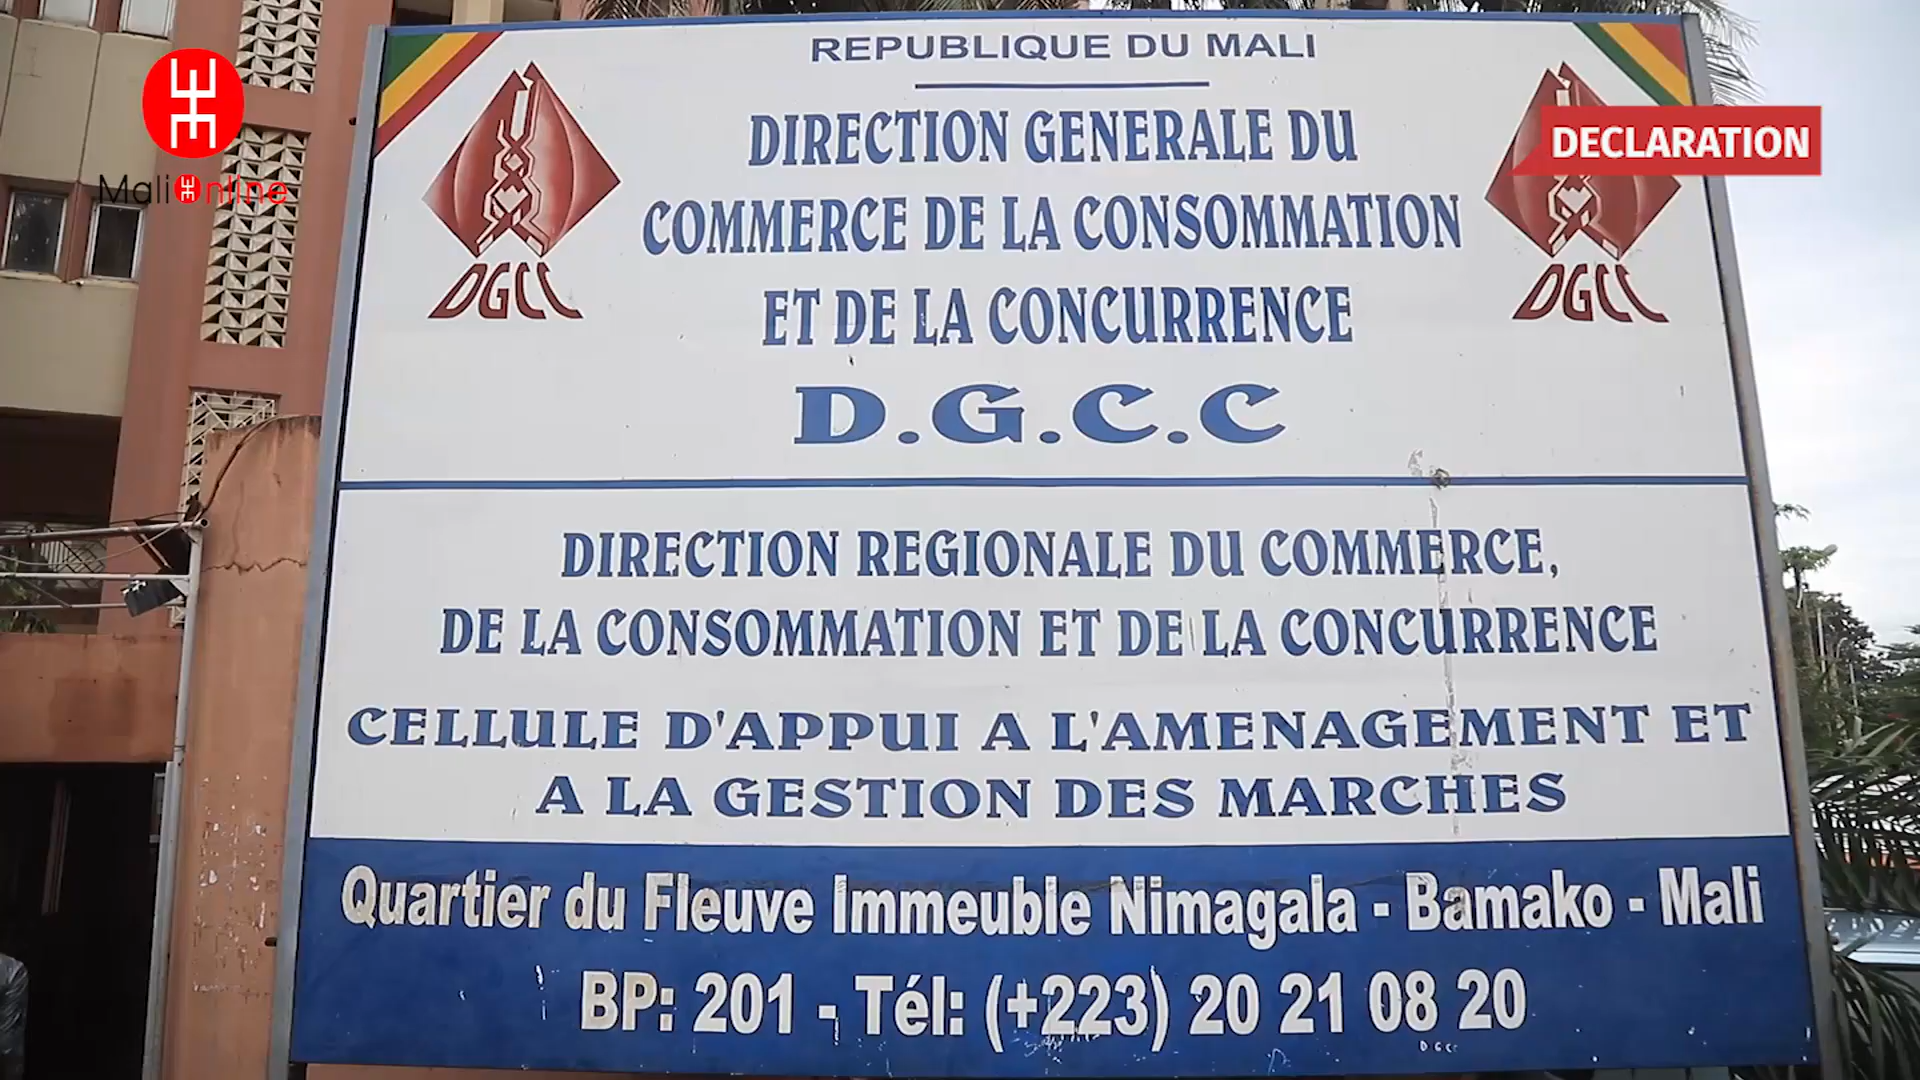 REPUBLIQUE DU MALI
DIRECTION GENERALE DU
COMMERCE DE LA CONSOMMATION
ET DE LA CONCURRENCE
D.G.C.C
DGCC
DGCC
DECLARATION
Mali Online
DIRECTION REGIONALE DU COMMERCE,
DE LA CONSOMMATION ET DE LA CONCURRENCE
CELLULE D'APPUI A L'AMENAGEMENT ET
A LA GESTION DES MARCHES
Quartier du Fleuve Immeuble Nimagala - Bamako - Mali
BP: 201 - Tél: (+223) 20 21 08 20
D G C C